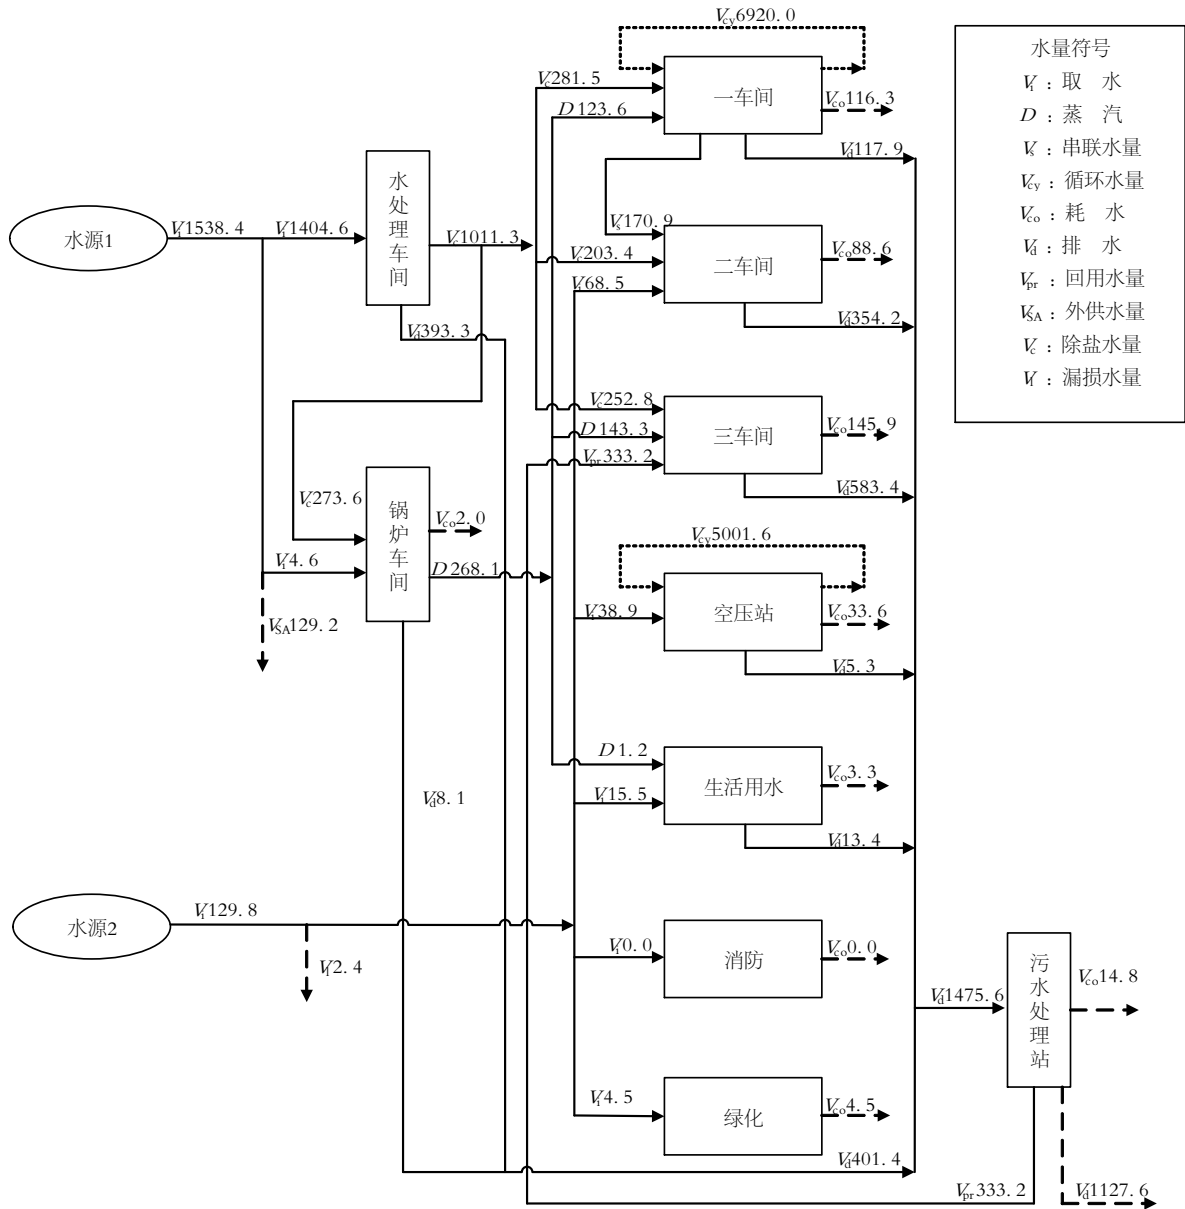 Vcy6920.0
水量符号
Vi：取 水
D：蒸 汽
Vs：串联水量
Vcy：循环水量
Vco：耗 水
Vd：排 水
Vpr：回用水量
VSA：外供水量
Vc：除盐水量
Vl：漏损水量
Vc281.5
D123.6
一车间
Vco116.3
Vd117.9
水处理车间
水源1
Vi1538.4
Vi1404.6
Vc1011.3
Vs170.9
Vc203.4
Vi68.5
二车间
Vco88.6
Vd354.2
Vd393.3
Vc252.8
D143.3
Vpr333.2
三车间
Vco145.9
Vd583.4
Vc273.6
锅炉车间
Vco2.0
Vi4.6
D268.1
VSA129.2
Vcy5001.6
Vi38.9
空压站
Vco33.6
Vd5.3
D1.2
Vi15.5
生活用水
Vco3.3
Vd13.4
Vd8.1
水源2
Vi129.8
Vl2.4
Vi0.0
消防
Vco0.0
Vd1475.6
污水处理站
Vco14.8
Vi4.5
绿化
Vco4.5
Vd401.4
Vpr333.2
Vd1127.6